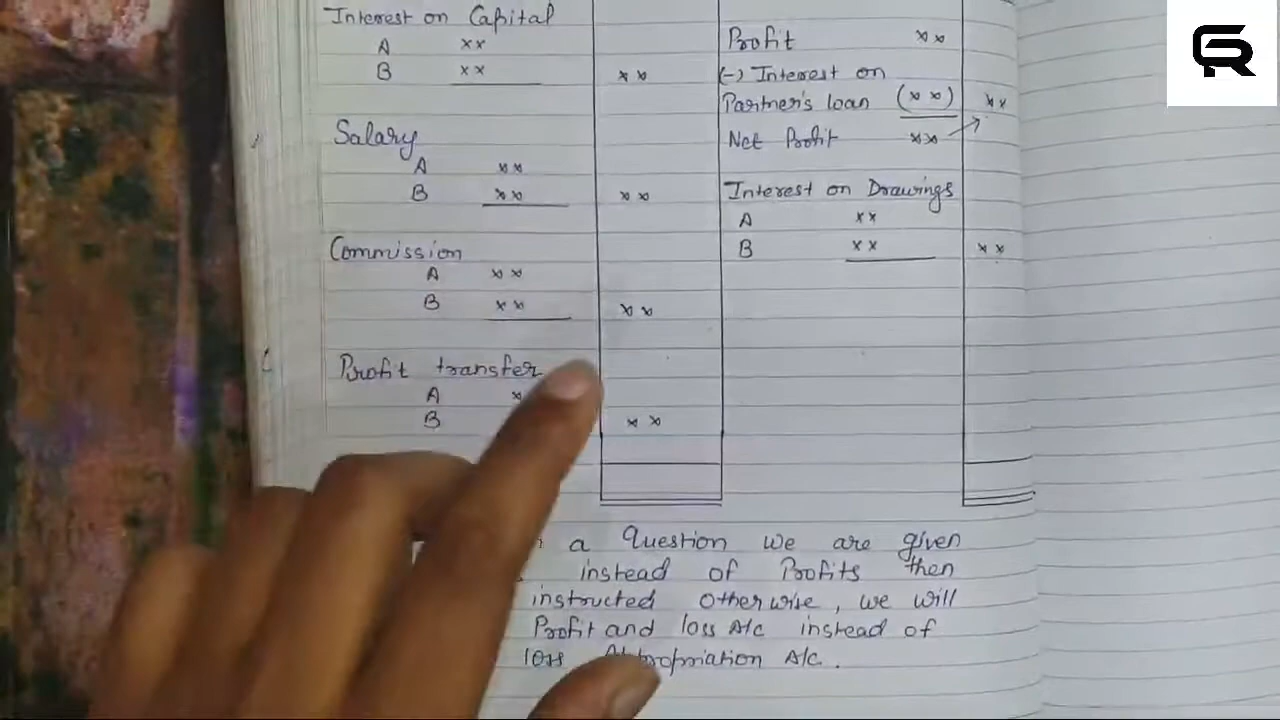 Interest on Capital
A xx
B xx xx
Salary
A xx
B xx xx
Commission
A xx
B xx xx
Profit transfer
A x
B xx
Profit xx
(-) Interest on
Partner's loan (xx) xx
Net Profit xx
Interest on Drawings
A xx
B xx xx
a Question we are given
instead of Profits then
instructed otherwise, we will
Profit and loss A/c instead of
loss Appropriation A/c.
GR